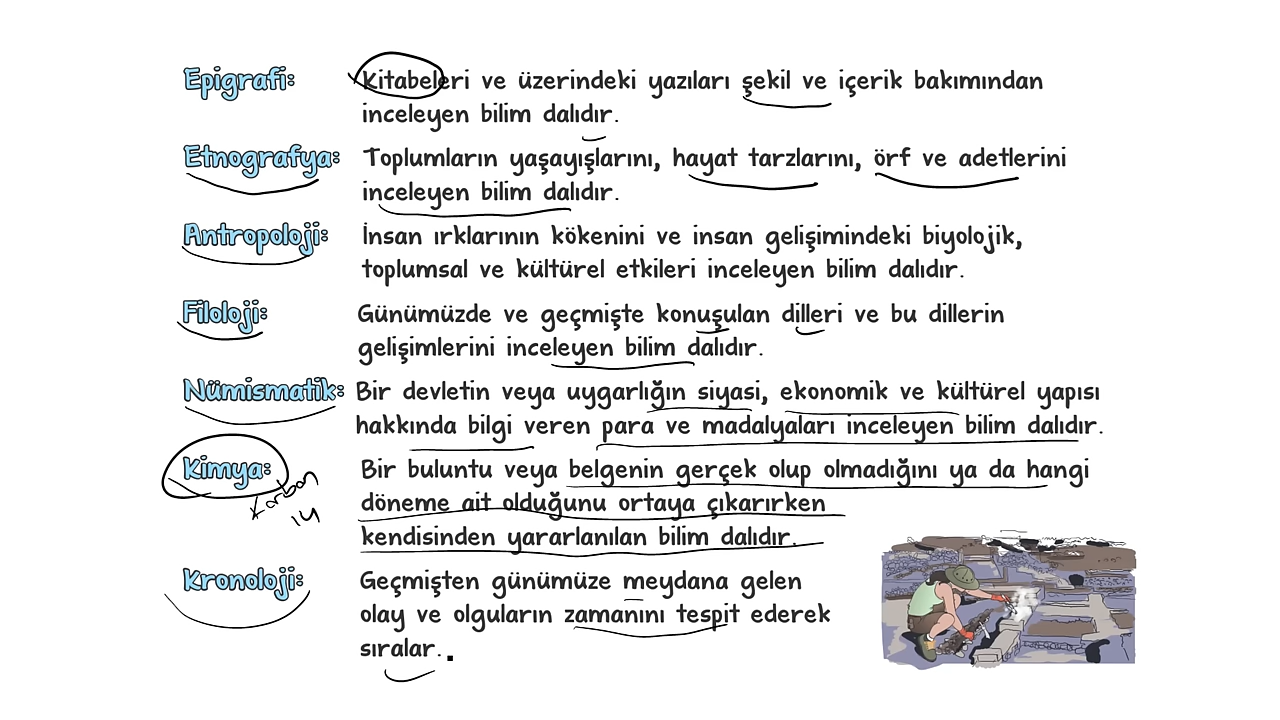 Epigrafi: Kitabeleri ve üzerindeki yazıları şekil ve içerik bakımından
inceleyen bilim dalıdır.
Etnografya: Toplumların yaşayışlarını, hayat tarzlarını, örf ve adetlerini
inceleyen bilim dalıdır.
Antropoloji: İnsan ırklarının kökenini ve insan gelişimindeki biyolojik,
toplumsal ve kültürel etkileri inceleyen bilim dalıdır.
Filoloji: Günümüzde ve geçmişte konuşulan dilleri ve bu dillerin
gelişimlerini inceleyen bilim dalıdır.
Nümismatik: Bir devletin veya uygarlığın siyasi, ekonomik ve kültürel yapısı
hakkında bilgi veren para ve madalyaları inceleyen bilim dalıdır.
Kimya: Bir buluntu veya belgenin gerçek olup olmadığını ya da hangi
Karbon
14
döneme ait olduğunu ortaya çıkarırken
kendisinden yararlanılan bilim dalıdır.
Kronoloji: Geçmişten günümüze meydana gelen
olay ve olguların zamanını tespit ederek
sıralar.